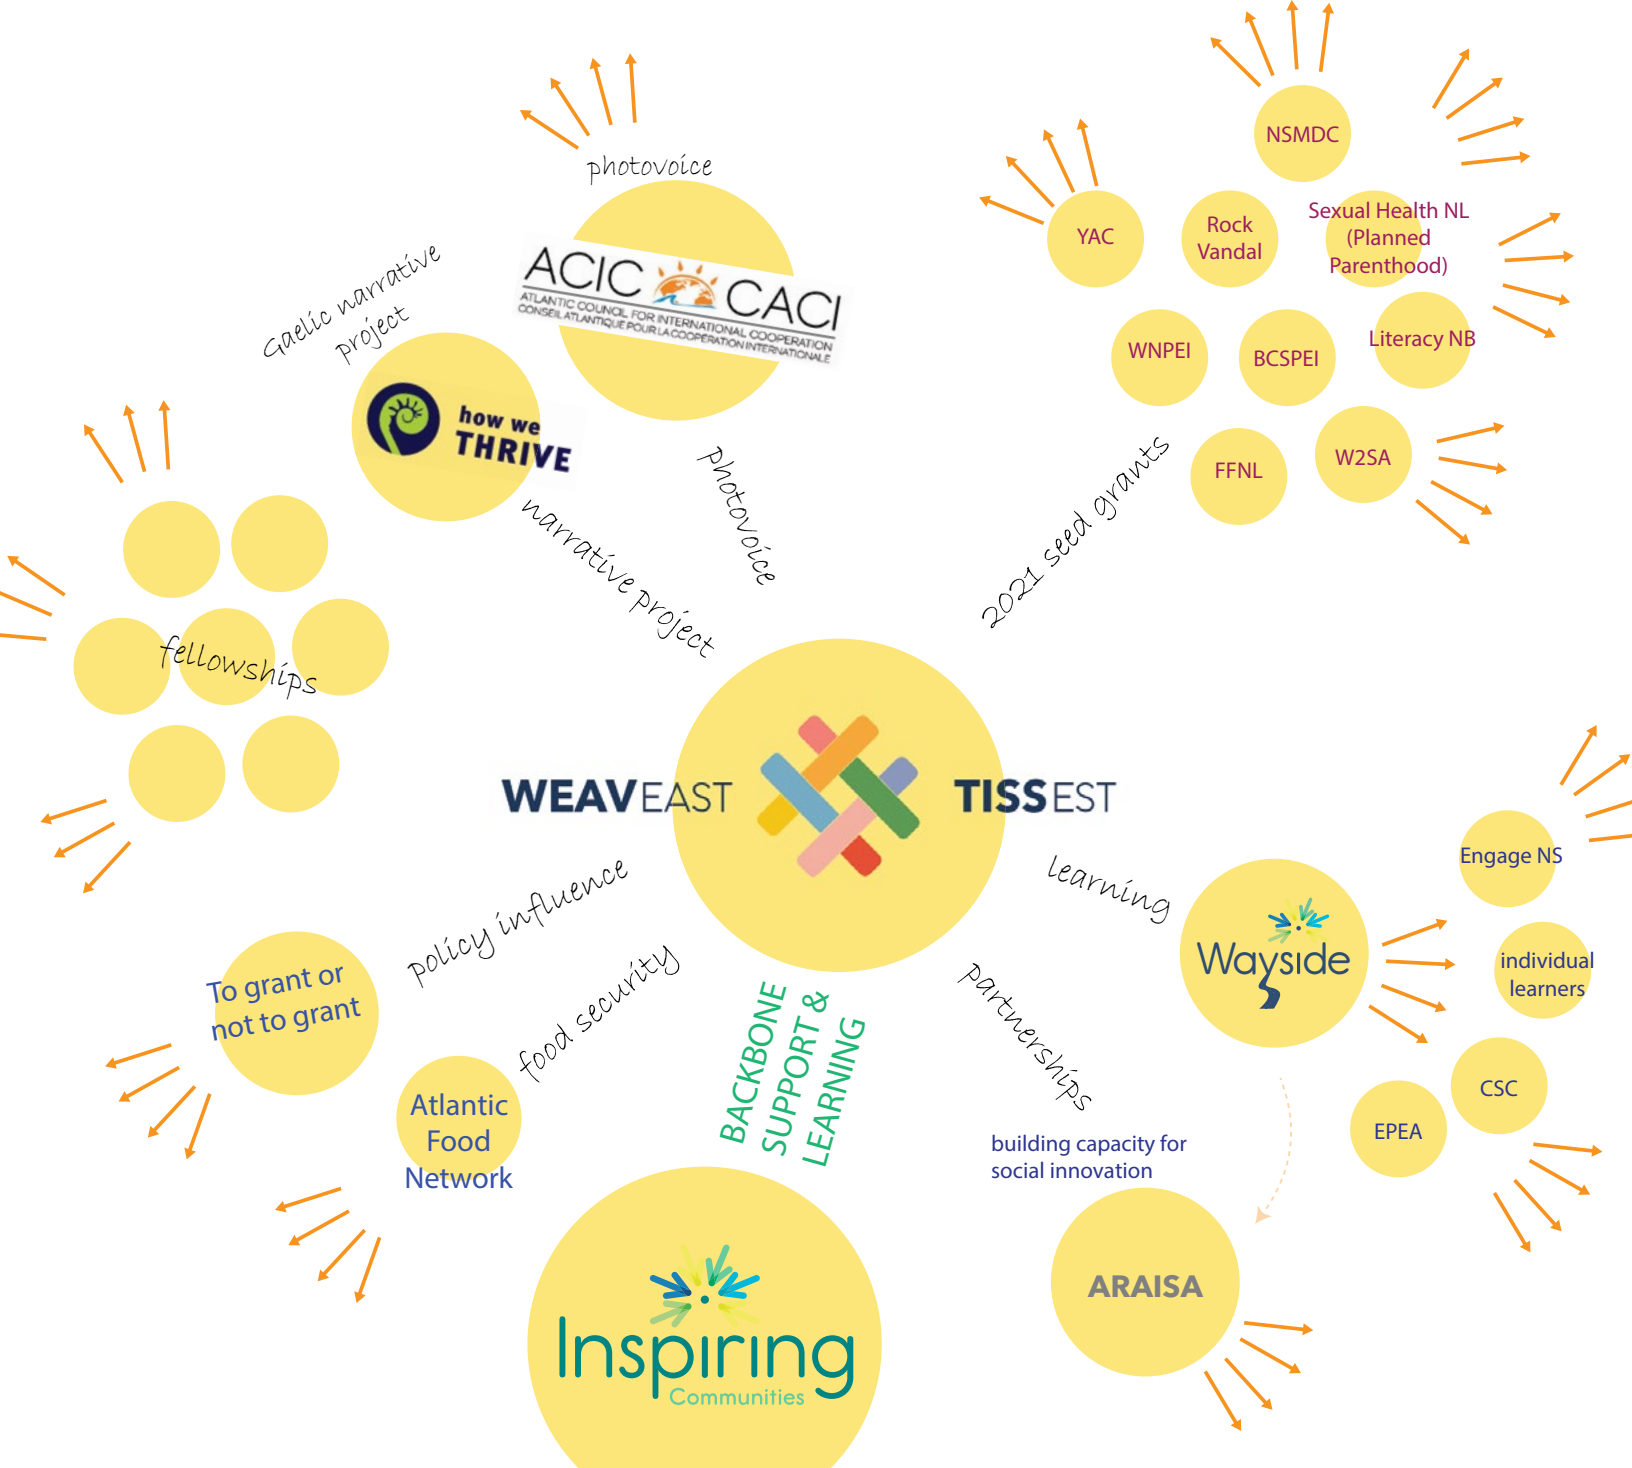 photovoice
ACIC CACI
ATLANTIC COUNCIL FOR INTERNATIONAL COOPERATION
CONSEIL ATLANTIQUE POUR LA COOPÉRATION INTERNATIONALE
Gaelic narrative
project
how we
THRIVE
narrative project
photovoice
2021 seed grants
NSMDC
YAC
Rock
Vandal
Sexual Health NL
(Planned
Parenthood)
WNPEI
BCSPEI
Literacy NB
FFNL
W2SA
fellowships
WEAVEAST
TISSEST
policy influence
food security
BACKBONE
SUPPORT &
LEARNING
partnerships
learning
To grant or
not to grant
Atlantic
Food
Network
Wayside
Engage NS
individual
learners
CSC
EPEA
building capacity for
social innovation
ARAISA
Inspiring
Communities